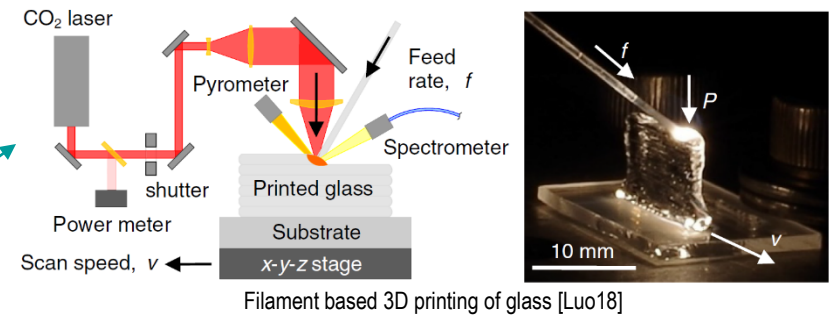 CO₂ laser
Pyrometer
Feed
rate, f
Spectrometer
shutter
Power meter
Printed glass
Substrate
Scan speed, v
x-y-z stage
f
P
v
10 mm
Filament based 3D printing of glass [Luo18]